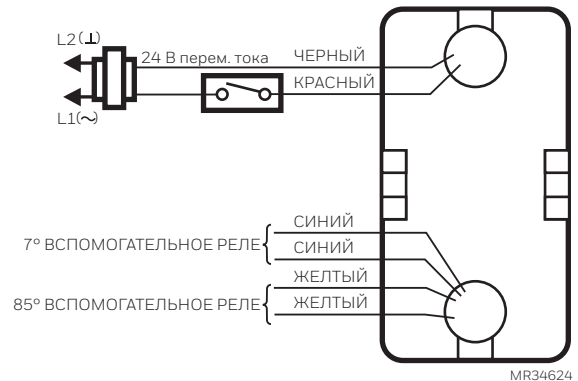 L2(⊥)
24 В перем. тока
ЧЕРНЫЙ
КРАСНЫЙ
L1(~)
СИНИЙ
7° ВСПОМОГАТЕЛЬНОЕ РЕЛЕ
СИНИЙ
ЖЕЛТЫЙ
85° ВСПОМОГАТЕЛЬНОЕ РЕЛЕ
ЖЕЛТЫЙ
MR34624